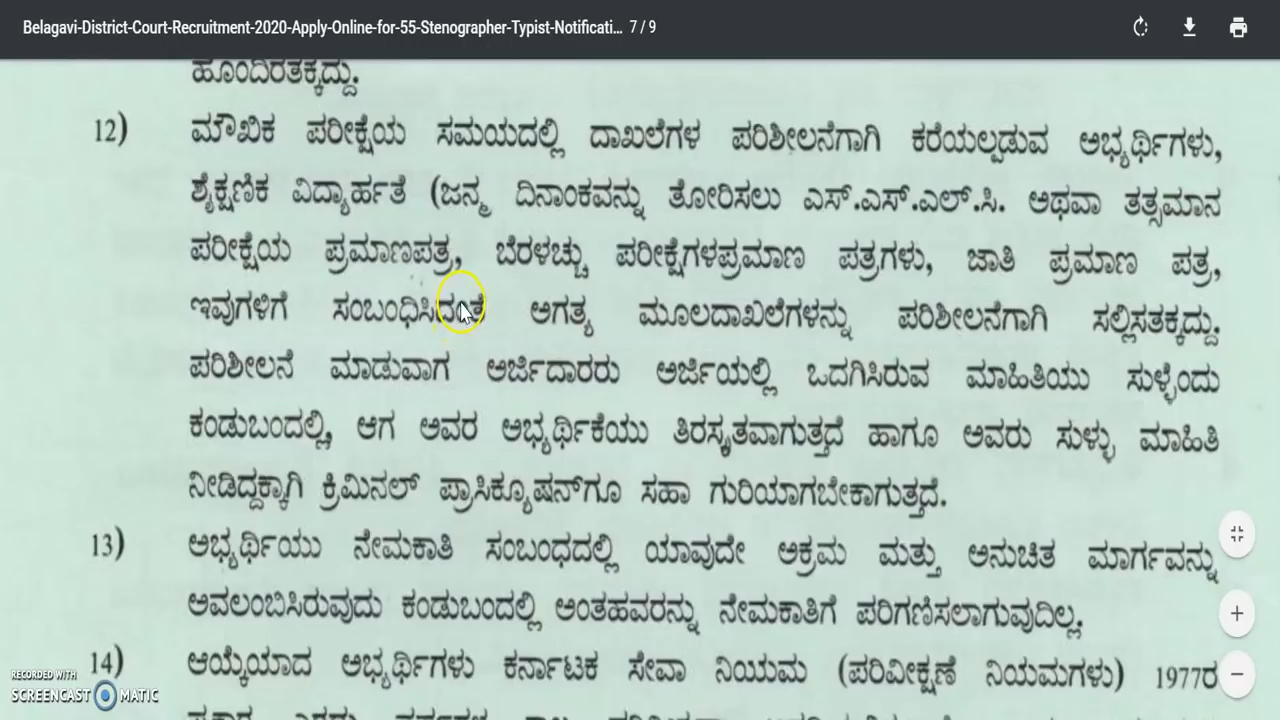 Belagavi-District-Court-Recruitment-2020-Apply-Online-for-55-Stenographer-Typist-Notificati... 7 / 9
ಹೊಂದಿರತಕ್ಕದ್ದು.
12) ಮೌಖಿಕ ಪರೀಕ್ಷೆಯ ಸಮಯದಲ್ಲಿ ದಾಖಲೆಗಳ ಪರಿಶೀಲನೆಗಾಗಿ ಕರೆಯಲ್ಪಡುವ ಅಭ್ಯರ್ಥಿಗಳು,
ಶೈಕ್ಷಣಿಕ ವಿದ್ಯಾರ್ಹತೆ (ಜನ್ಮ ದಿನಾಂಕವನ್ನು ತೋರಿಸಲು ಎಸ್.ಎಸ್.ಎಲ್.ಸಿ. ಅಥವಾ ತತ್ಸಮಾನ
ಪರೀಕ್ಷೆಯ ಪ್ರಮಾಣಪತ್ರ, ಬೆರಳಚ್ಚು ಪರೀಕ್ಷೆಗಳಪ್ರಮಾಣ ಪತ್ರಗಳು, ಜಾತಿ ಪ್ರಮಾಣ ಪತ್ರ,
ಇವುಗಳಿಗೆ ಸಂಬಂಧಿಸಿದಂತೆ ಅಗತ್ಯ ಮೂಲದಾಖಲೆಗಳನ್ನು ಪರಿಶೀಲನೆಗಾಗಿ ಸಲ್ಲಿಸತಕ್ಕದ್ದು.
ಪರಿಶೀಲನೆ ಮಾಡುವಾಗ ಅರ್ಜಿದಾರರು ಅರ್ಜಿಯಲ್ಲಿ ಒದಗಿಸಿರುವ ಮಾಹಿತಿಯು ಸುಳ್ಳೆಂದು
ಕಂಡುಬಂದಲ್ಲಿ, ಆಗ ಅವರ ಅಭ್ಯರ್ಥಿಕೆಯು ತಿರಸ್ಕೃತವಾಗುತ್ತದೆ ಹಾಗೂ ಅವರು ಸುಳ್ಳು ಮಾಹಿತಿ
ನೀಡಿದ್ದಕ್ಕಾಗಿ ಕ್ರಿಮಿನಲ್ ಪ್ರಾಸಿಕ್ಯೂಷನ್‌ಗೂ ಸಹಾ ಗುರಿಯಾಗಬೇಕಾಗುತ್ತದೆ.
13) ಅಭ್ಯರ್ಥಿಯು ನೇಮಕಾತಿ ಸಂಬಂಧದಲ್ಲಿ ಯಾವುದೇ ಅಕ್ರಮ ಮತ್ತು ಅನುಚಿತ ಮಾರ್ಗವನ್ನು
ಅವಲಂಬಿಸಿರುವುದು ಕಂಡುಬಂದಲ್ಲಿ ಅಂತಹವರನ್ನು ನೇಮಕಾತಿಗೆ ಪರಿಗಣಿಸಲಾಗುವುದಿಲ್ಲ.
14) ಆಯ್ಕೆಯಾದ ಅಭ್ಯರ್ಥಿಗಳು ಕರ್ನಾಟಕ ಸೇವಾ ನಿಯಮ (ಪರಿವೀಕ್ಷಣೆ ನಿಯಮಗಳು) 1977ರ
RECORDED WITH
SCREENCAST MATIC